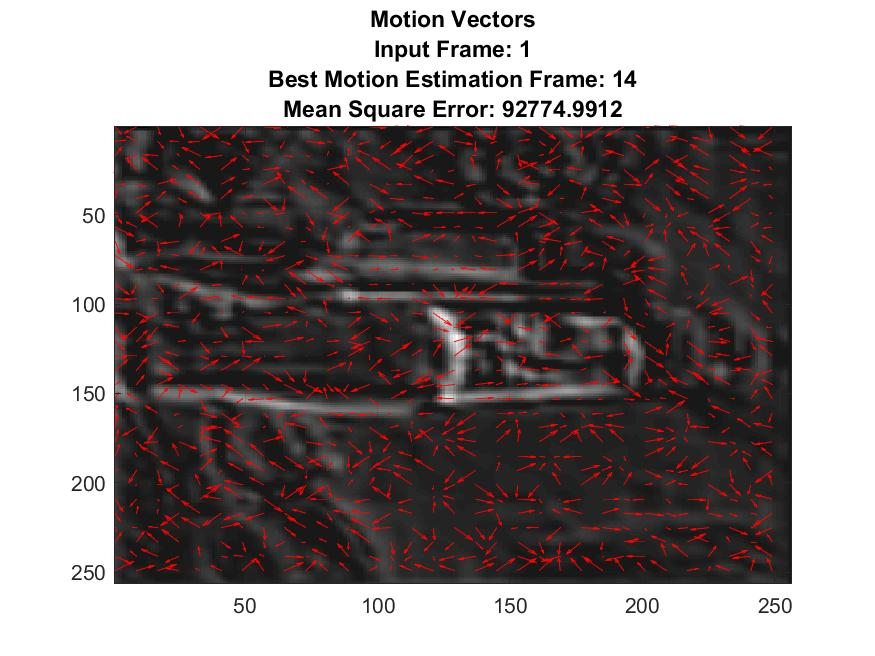 Motion Vectors
Input Frame: 1
Best Motion Estimation Frame: 14
Mean Square Error: 92774.9912
50
100
150
200
250
50 100 150 200 250